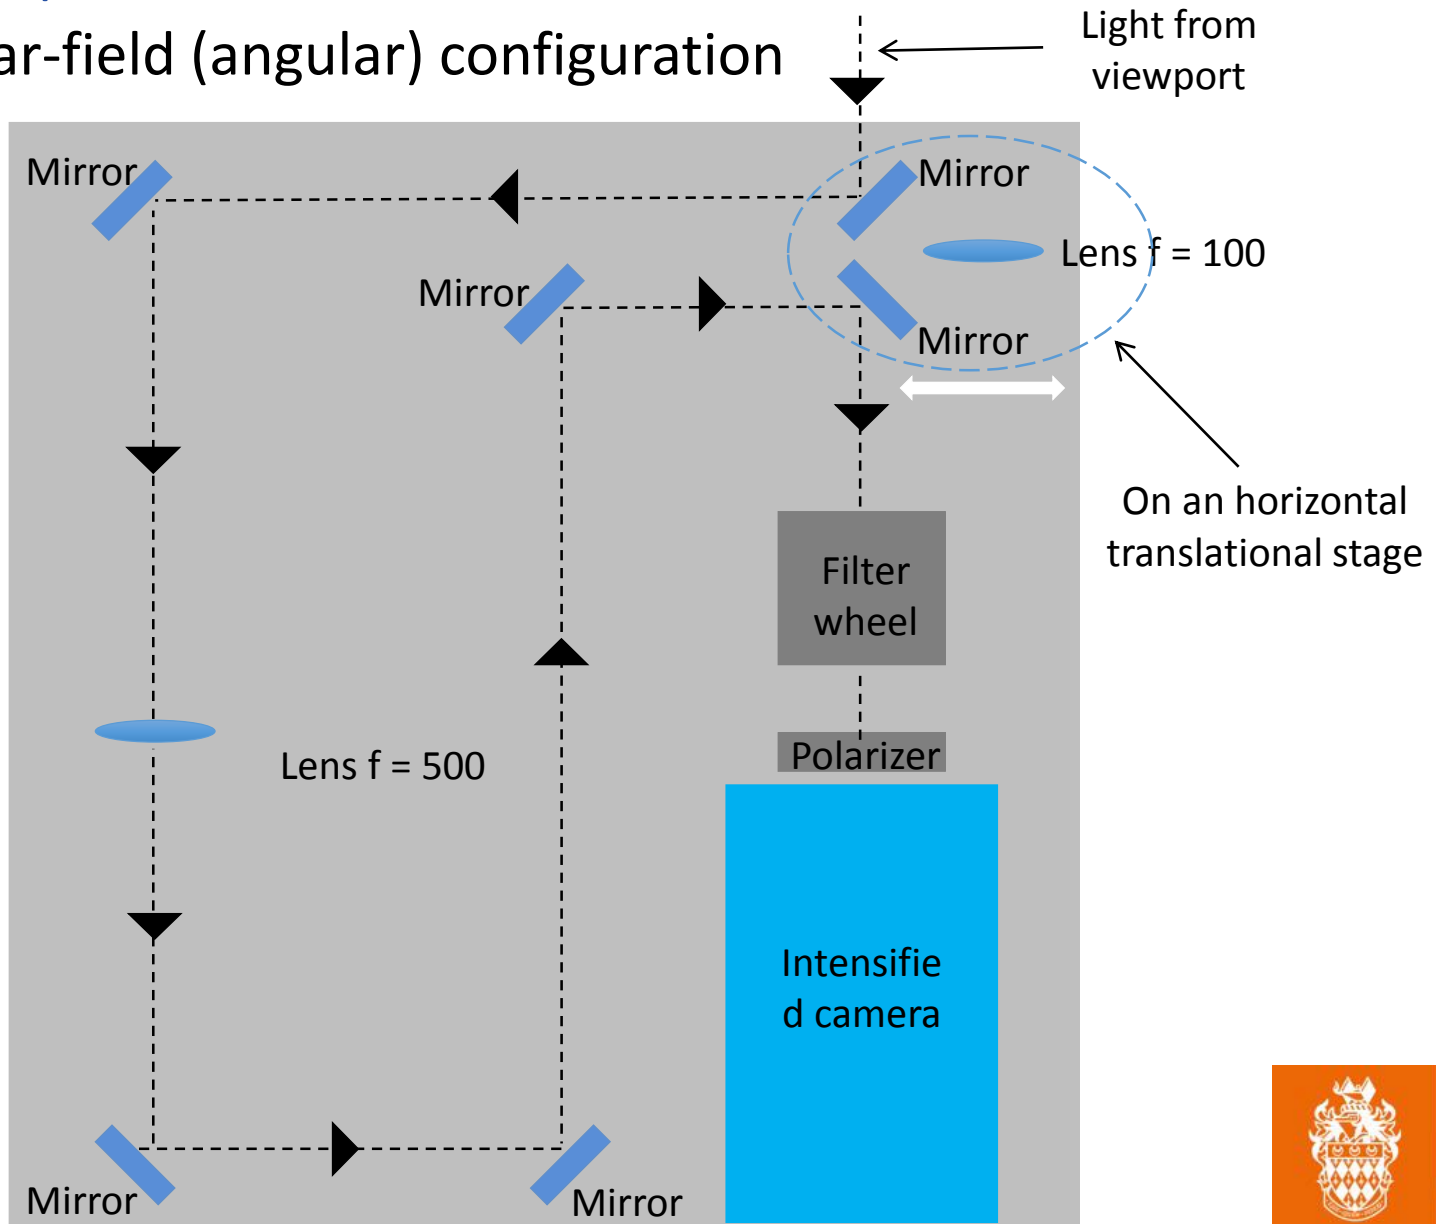 ar-field (angular) configuration
Light from
viewport
Mirror
Mirror
Lens f = 100
Mirror
Mirror
On an horizontal
translational stage
Filter
wheel
Lens f = 500
Polarizer
Intensifie
d camera
Mirror
Mirror